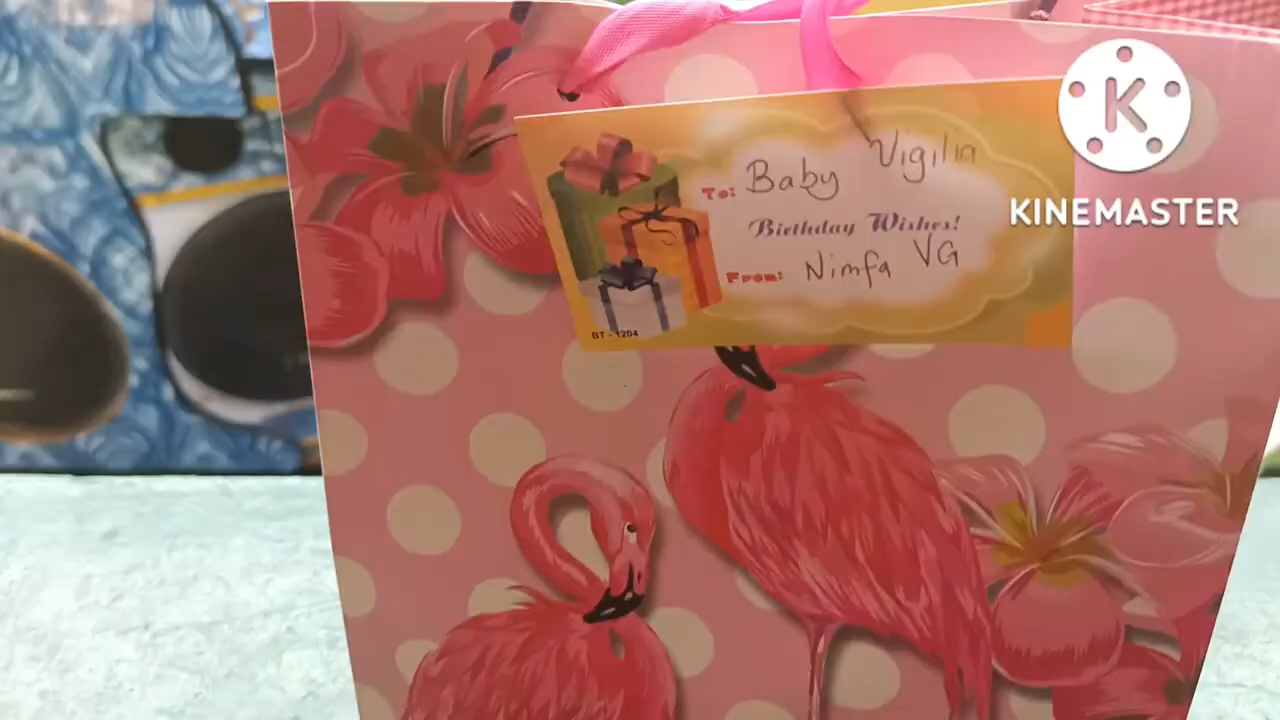 To: Baby Vigilia
Birthday Wishes!
From: Nimfa VG
BT - 1204
K
KINEMASTER